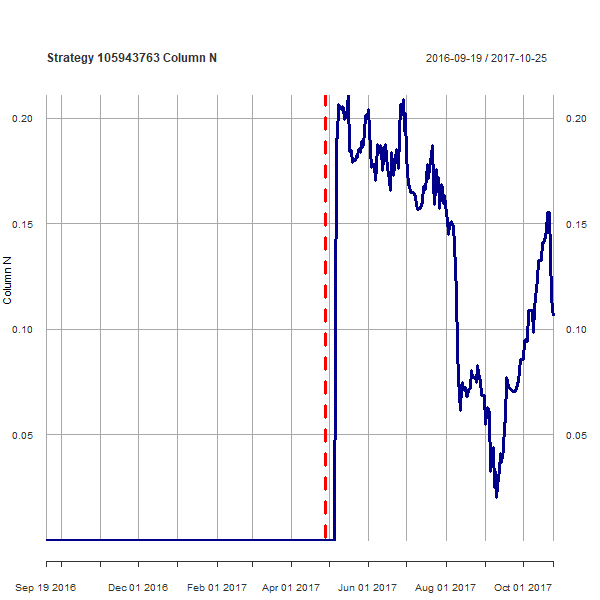 Strategy 105943763 Column N
2016-09-19 / 2017-10-25
0.20
0.20
0.15
0.15
Column N
0.10
0.10
0.05
0.05
Sep 19 2016
Dec 01 2016
Feb 01 2017
Apr 01 2017
Jun 01 2017
Aug 01 2017
Oct 01 2017